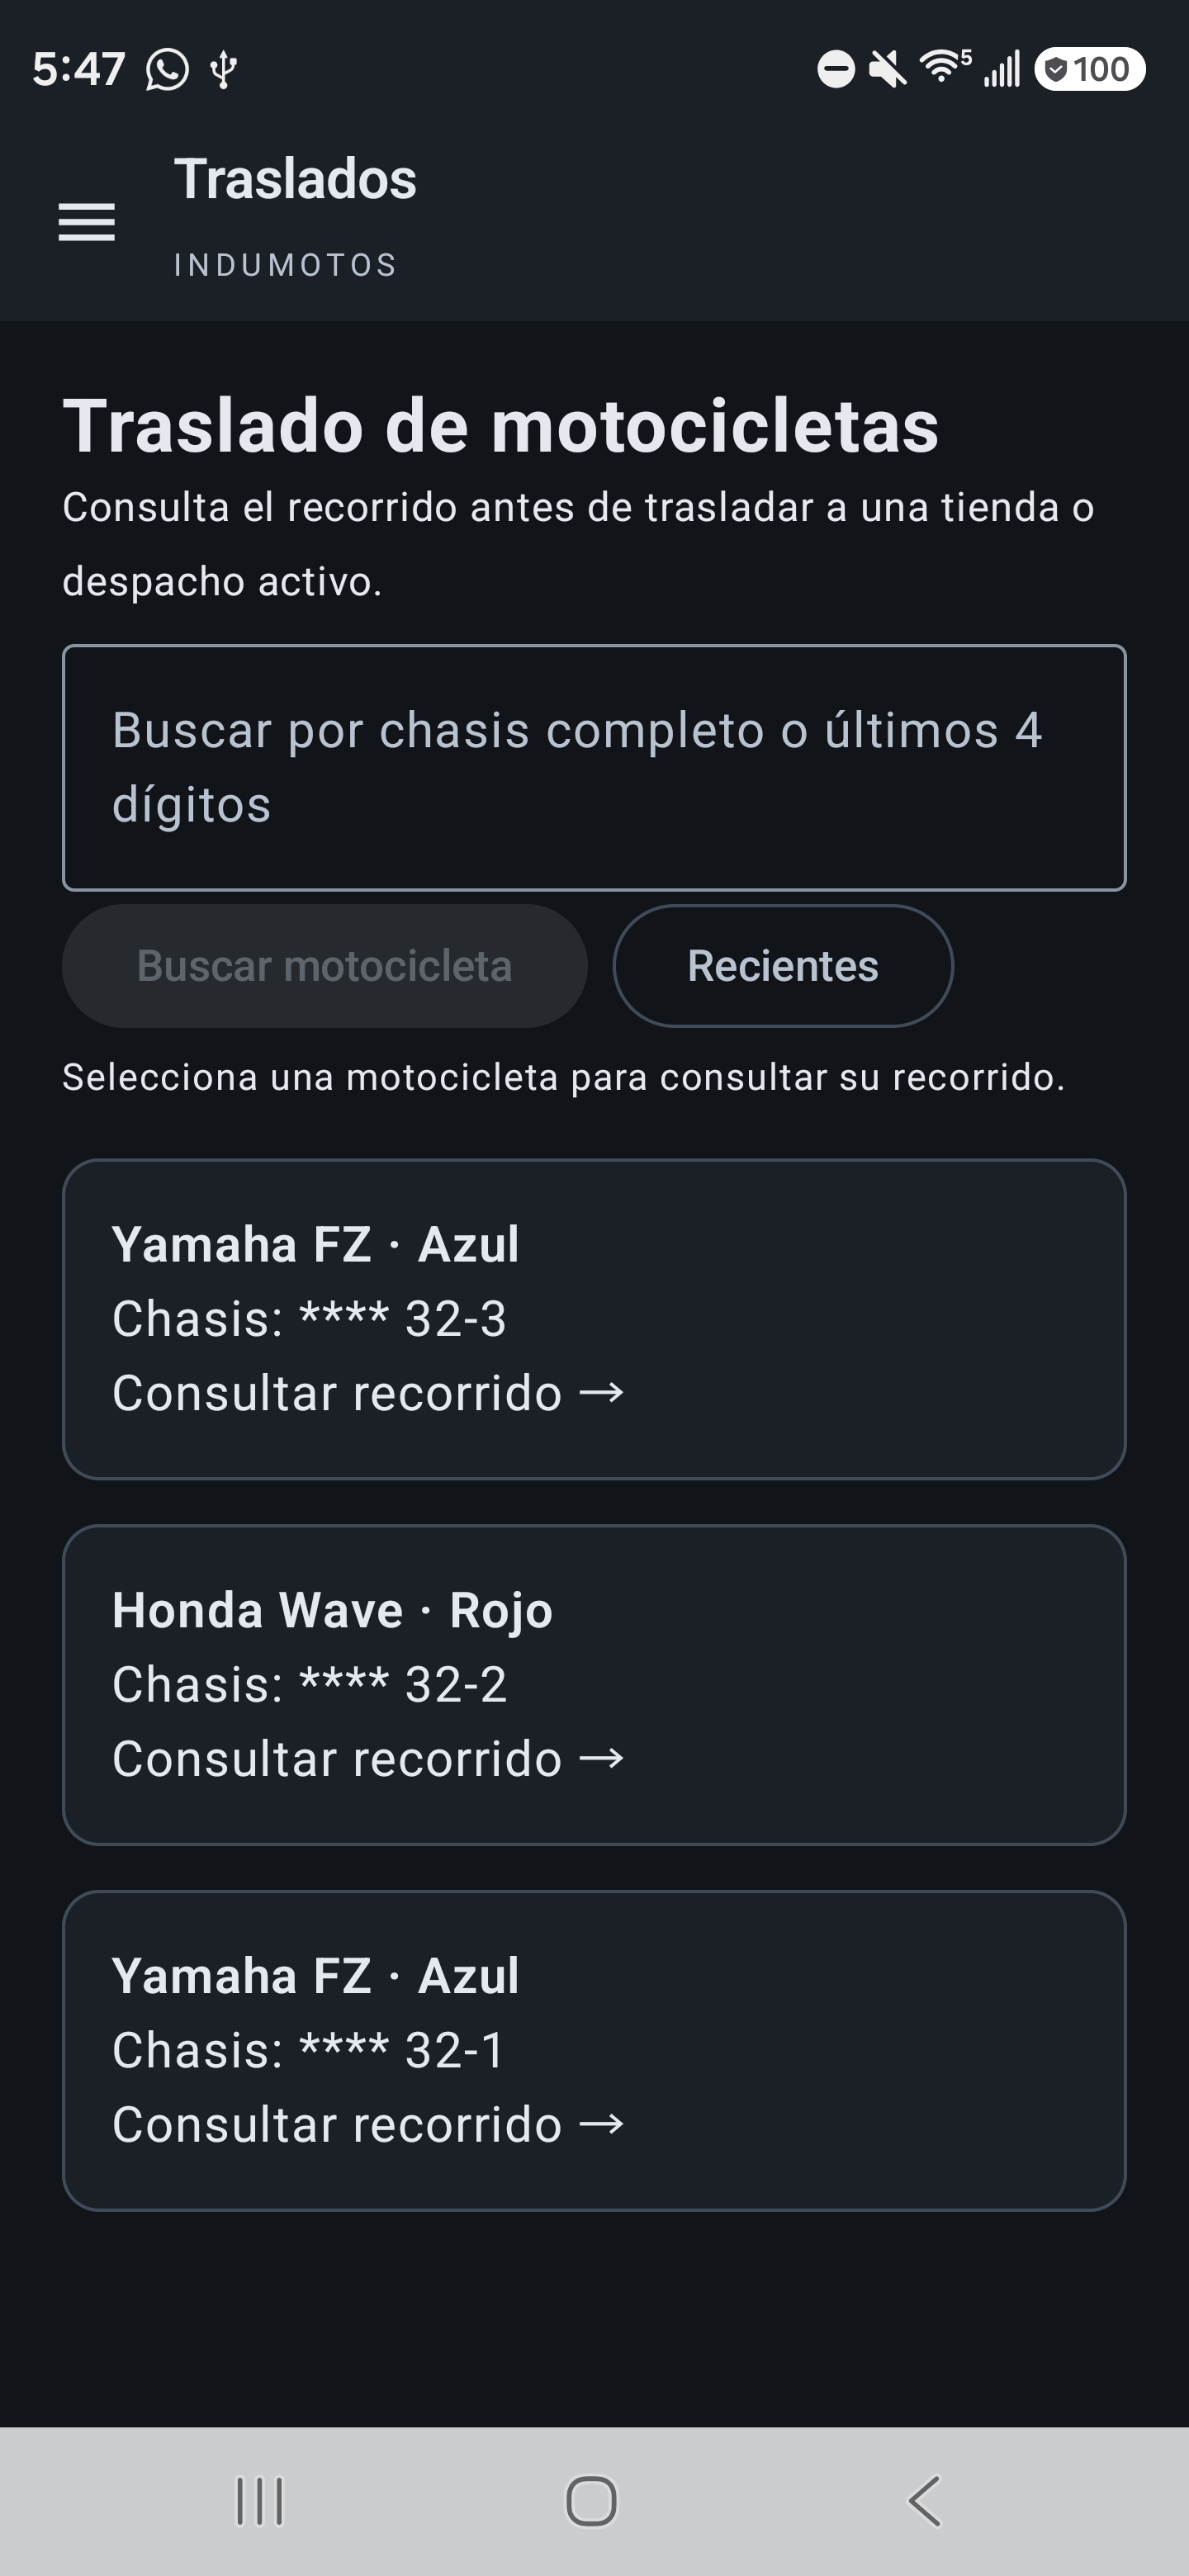 5:47
5
100
Traslados
INDUMOTOS
Traslado de motocicletas
Consulta el recorrido antes de trasladar a una tienda o
despacho activo.
Buscar por chasis completo o últimos 4
dígitos
Buscar motocicleta
Recientes
Selecciona una motocicleta para consultar su recorrido.
Yamaha FZ · Azul
Chasis: **** 32-3
Consultar recorrido →
Honda Wave · Rojo
Chasis: **** 32-2
Consultar recorrido →
Yamaha FZ · Azul
Chasis: **** 32-1
Consultar recorrido →